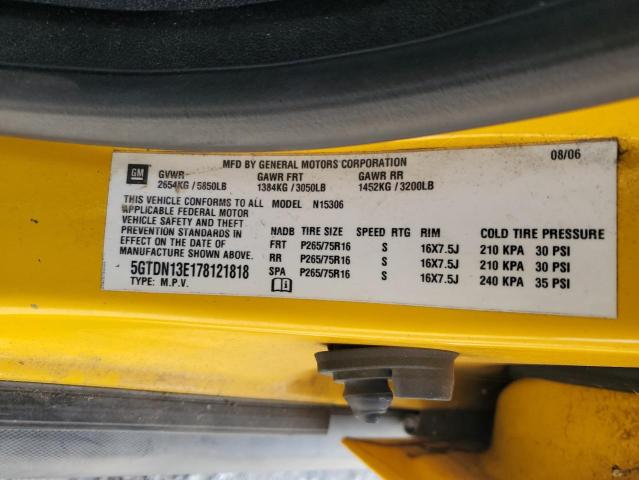 MFD BY GENERAL MOTORS CORPORATION 08/06
GM GVWR GAWR FRT GAWR RR
2654KG / 5850LB 1384KG / 3050LB 1452KG / 3200LB
THIS VEHICLE CONFORMS TO ALL MODEL N15306
APPLICABLE FEDERAL MOTOR
VEHICLE SAFETY AND THEFT
PREVENTION STANDARDS IN
EFFECT ON THE DATE OF
MANUFACTURE SHOWN ABOVE.
5GTDN13E178121818
TYPE: M.P.V.
NADB TIRE SIZE SPEED RTG RIM COLD TIRE PRESSURE
FRT P265/75R16 S 16X7.5J 210 KPA 30 PSI
RR P265/75R16 S 16X7.5J 210 KPA 30 PSI
SPA P265/75R16 S 16X7.5J 240 KPA 35 PSI